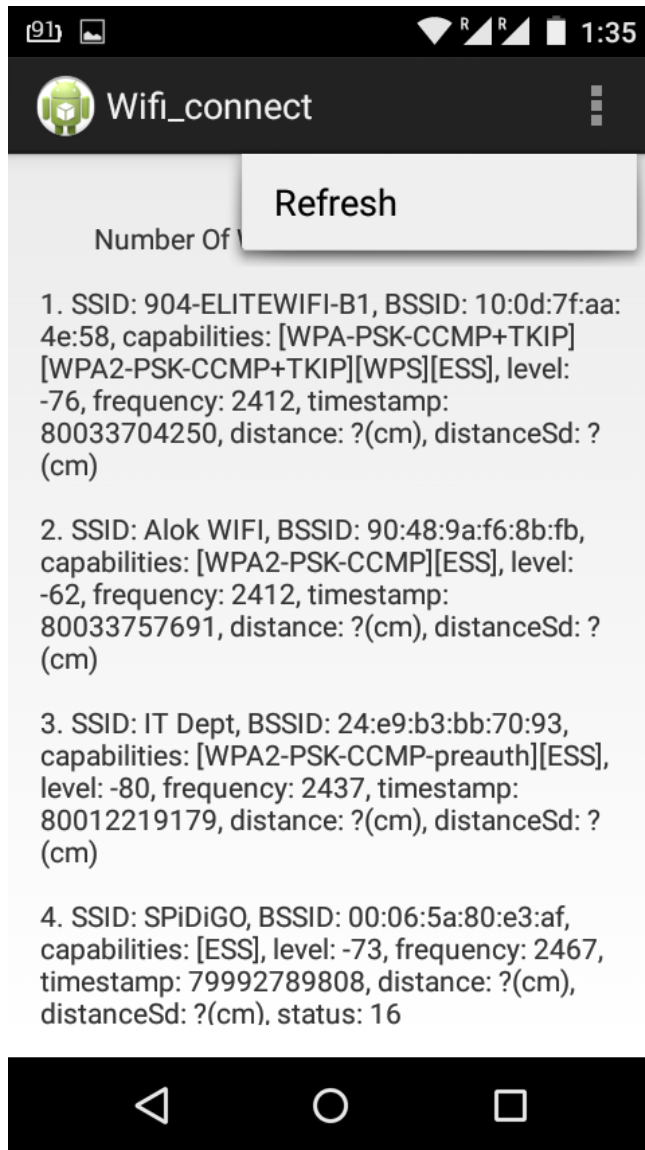 91 R R 1:35
Wifi_connect
Refresh
Number Of
1. SSID: 904-ELITEWIFI-B1, BSSID: 10:0d:7f:aa:
4e:58, capabilities: [WPA-PSK-CCMP+TKIP]
[WPA2-PSK-CCMP+TKIP][WPS][ESS], level:
-76, frequency: 2412, timestamp:
80033704250, distance: ?(cm), distanceSd: ?
(cm)
2. SSID: Alok WIFI, BSSID: 90:48:9a:f6:8b:fb,
capabilities: [WPA2-PSK-CCMP][ESS], level:
-62, frequency: 2412, timestamp:
80033757691, distance: ?(cm), distanceSd: ?
(cm)
3. SSID: IT Dept, BSSID: 24:e9:b3:bb:70:93,
capabilities: [WPA2-PSK-CCMP-preauth][ESS],
level: -80, frequency: 2437, timestamp:
80012219179, distance: ?(cm), distanceSd: ?
(cm)
4. SSID: SPiDiGO, BSSID: 00:06:5a:80:e3:af,
capabilities: [ESS], level: -73, frequency: 2467,
timestamp: 79992789808, distance: ?(cm),
distanceSd: ?(cm), status: 16